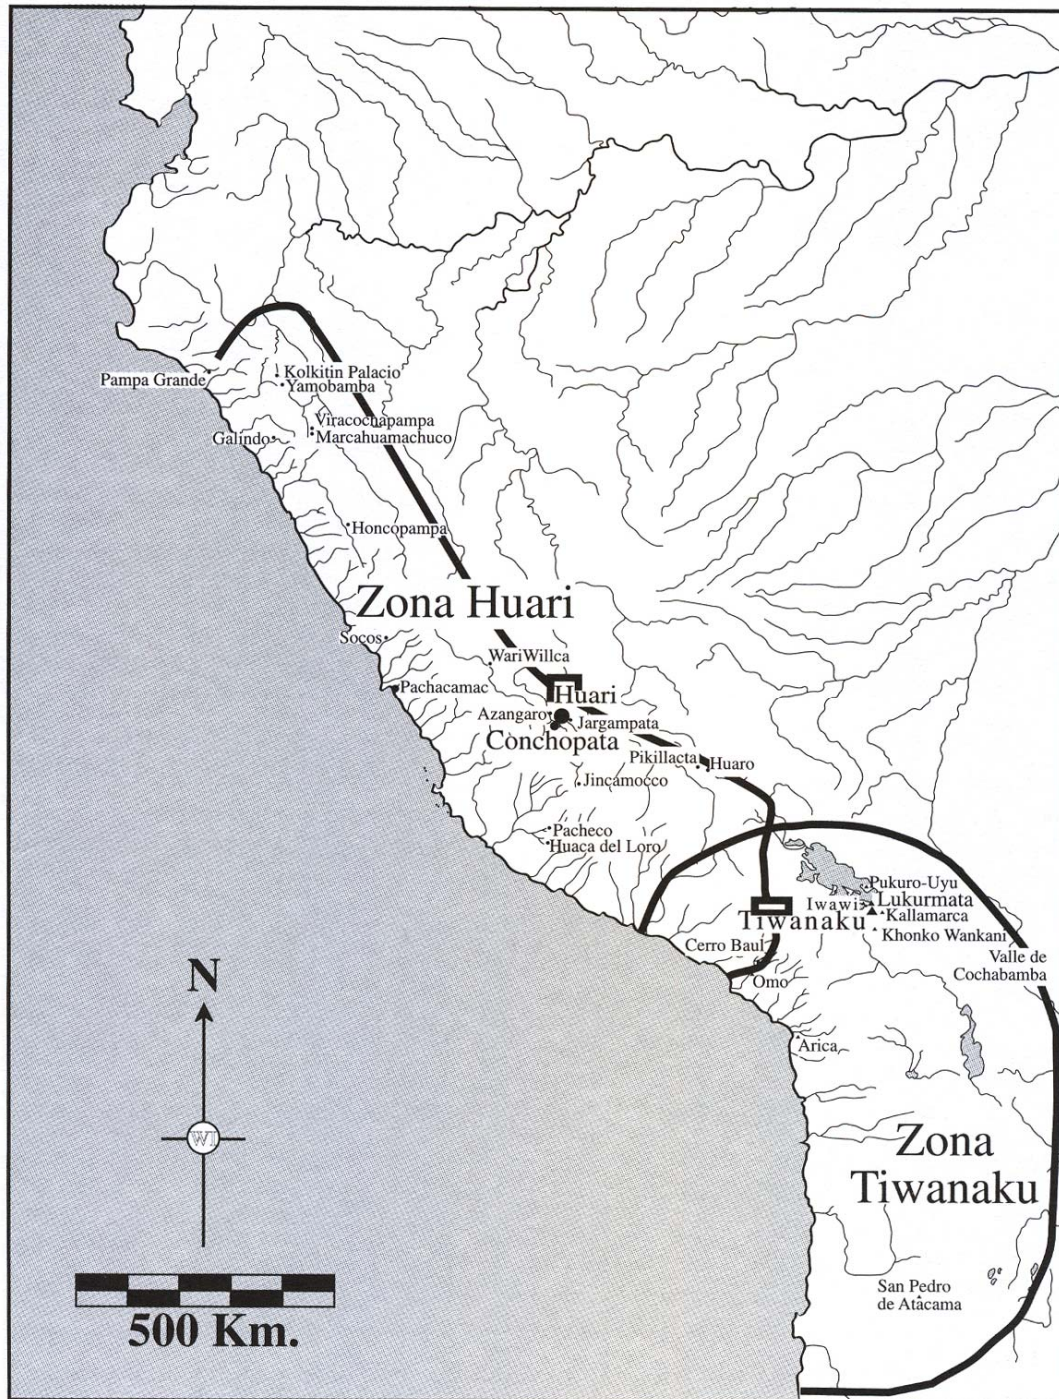 Pampa Grande
Kolkitin Palacio
Yamobamba
Viracochapampa
Marcahuamachuco
Galindo
Honcopampa
Zona Huari
Socos
WariWillca
Pachacamac
Huari
Azangaro
Jargampata
Conchopata
Pikillacta
Huaro
Jincamocco
Pacheco
Huaca del Loro
Pukuro-Uyu
Iwawi
Lukurmata
Tiwanaku
Kallamarca
Khonko Wankani
Cerro Baul
Valle de
Cochabamba
Omo
N
Arica
WI
Zona
Tiwanaku
San Pedro
de Atacama
500 Km.